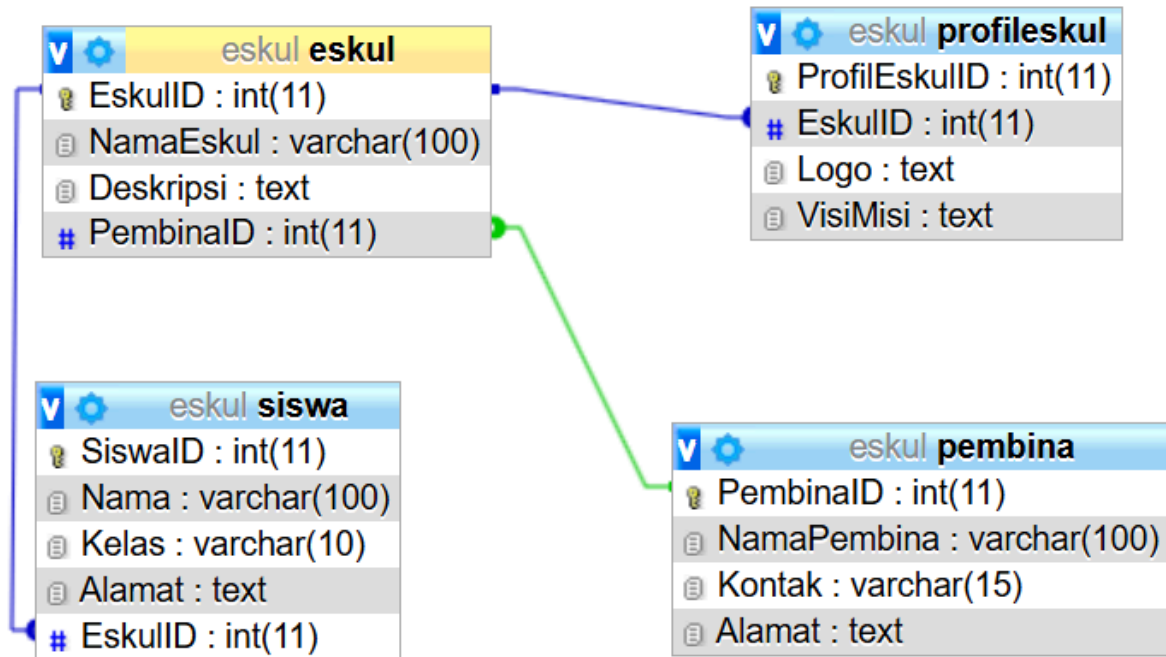 v eskul eskul
EskulID : int(11)
NamaEskul : varchar(100)
Deskripsi : text
# PembinaID : int(11)
v eskul profileskul
ProfilEskulID : int(11)
# EskulID : int(11)
Logo : text
VisiMisi : text
v eskul siswa
SiswaID : int(11)
Nama : varchar(100)
Kelas : varchar(10)
Alamat : text
# EskulID : int(11)
v eskul pembina
PembinaID : int(11)
NamaPembina : varchar(100)
Kontak : varchar(15)
Alamat : text